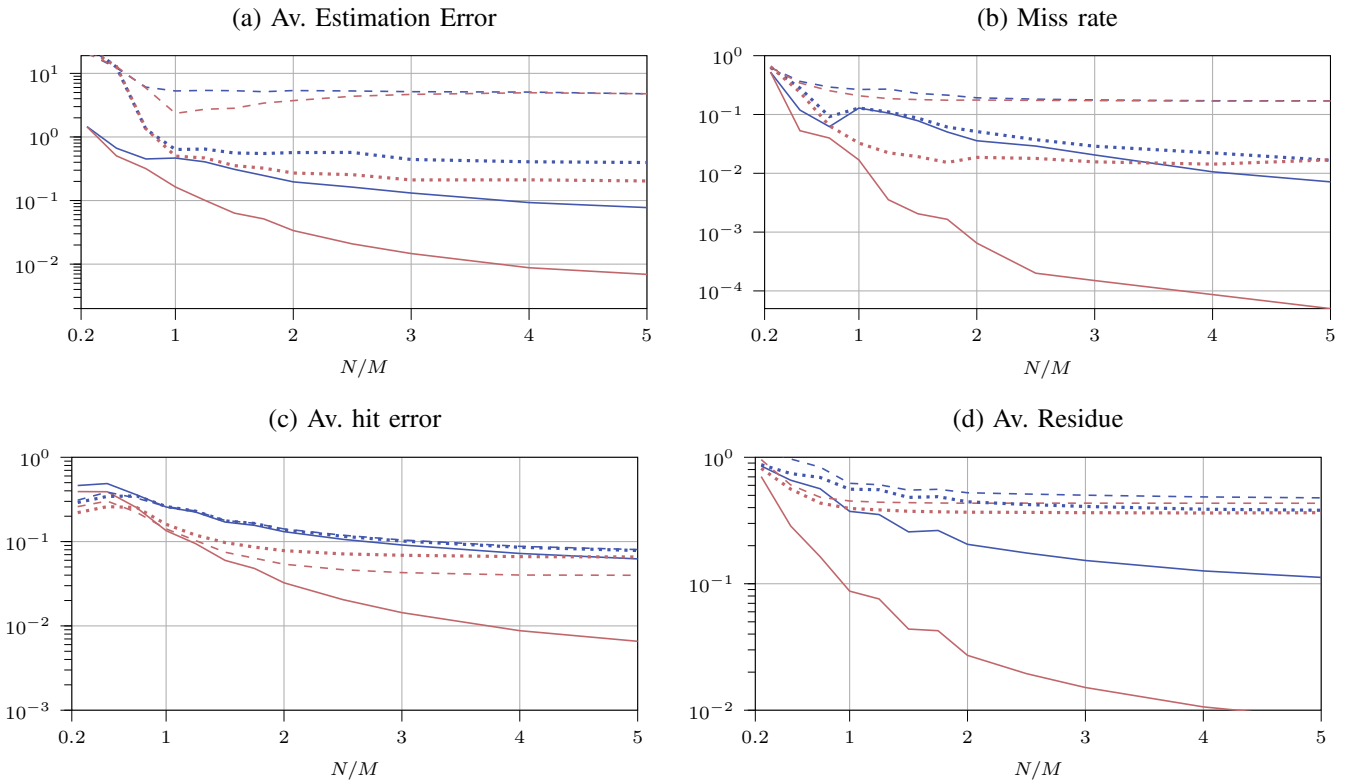 (a) Av. Estimation Error
(b) Miss rate
10^1
10^0
10^−1
10^−2
0.2 1 2 3 4 5
N/M
10^0
10^−1
10^−2
10^−3
10^−4
0.2 1 2 3 4 5
N/M
(c) Av. hit error
(d) Av. Residue
10^0
10^−1
10^−2
10^−3
0.2 1 2 3 4 5
N/M
10^0
10^−1
10^−2
0.2 1 2 3 4 5
N/M